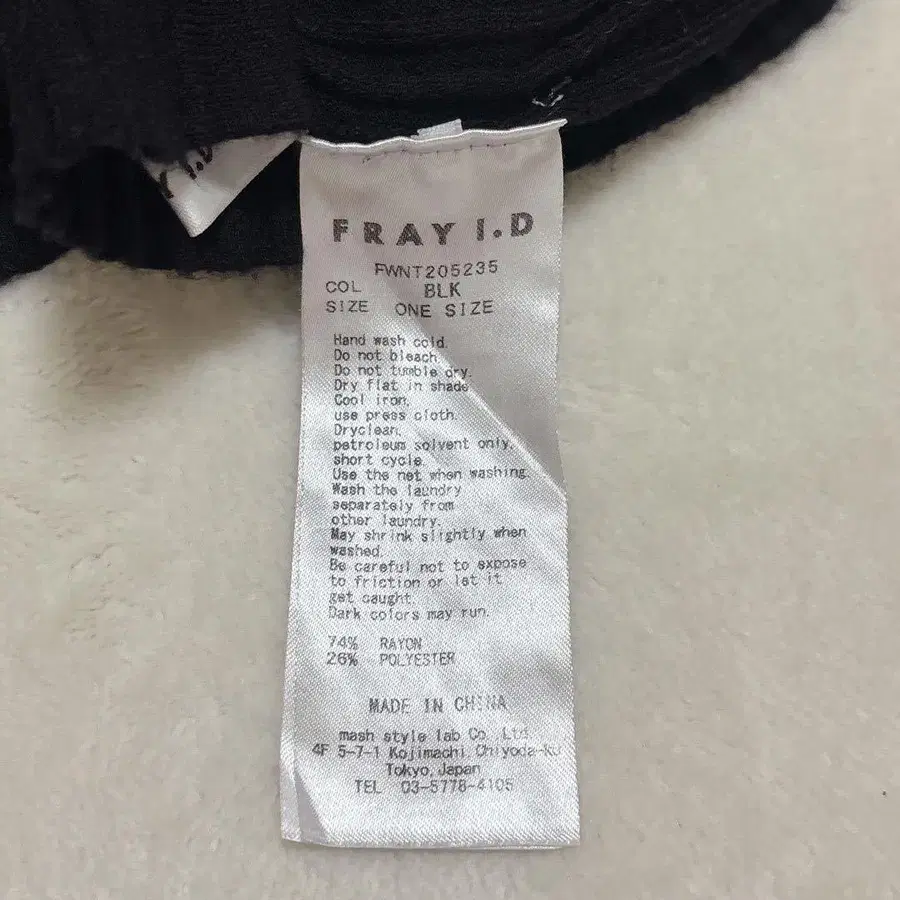 FRAY I.D
FWNT205235
COL BLK
SIZE ONE SIZE
Hand wash cold.
Do not bleach.
Do not tumble dry.
Dry flat in shade
Cool iron,
use press cloth.
Dryclean,
petroleum solvent only,
short cycle.
Use the net when washing.
Wash the laundry
separately from
other laundry.
May shrink slightly when
washed.
Be careful not to expose
to friction or let it
get caught.
Dark colors may run.
74% RAYON
26% POLYESTER
MADE IN CHINA
mash style lab Co. Ltd.
4F 5-7-1 Kojimachi, Chiyoda-ku
Tokyo, Japan
TEL 03-5778-4105